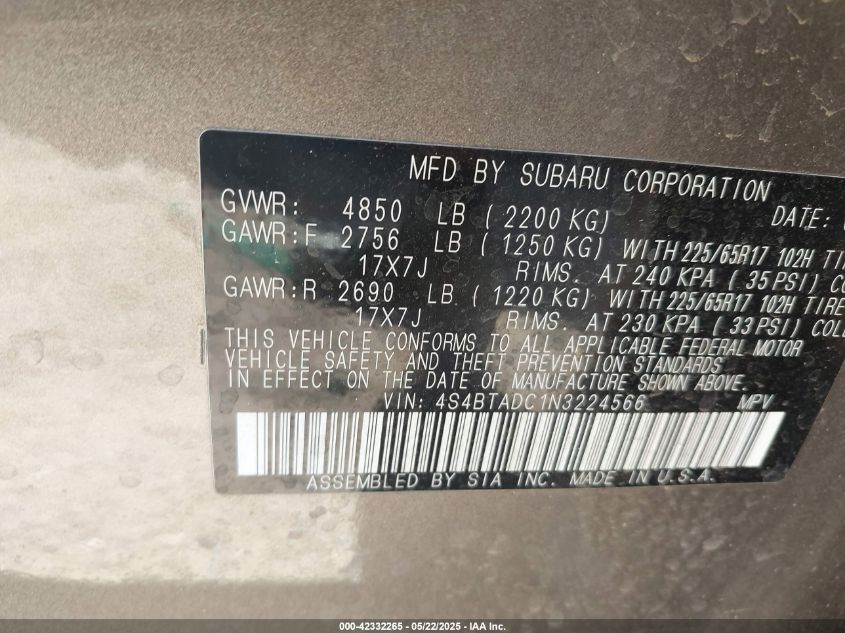 MFD BY SUBARU CORPORATION
GVWR: 4850 LB (2200 KG) DATE:
GAWR:F 2756 LB (1250 KG) WITH 225/65R17 102H
17X7J RIMS. AT 240 KPA (35 PSI)
GAWR:R 2690 LB (1220 KG) WITH 225/65R17 102H TIRE
17X7J RIMS. AT 230 KPA (33 PSI) COLD
THIS VEHICLE CONFORMS TO ALL APPLICABLE FEDERAL MOTOR
VEHICLE SAFETY AND THEFT PREVENTION STANDARDS
IN EFFECT ON THE DATE OF MANUFACTURE SHOWN ABOVE.
VIN: 4S4BTADC1N3224566 MPV
ASSEMBLED BY SIA INC. MADE IN U.S.A.
000-42332265 - 05/22/2025 - IAA Inc.